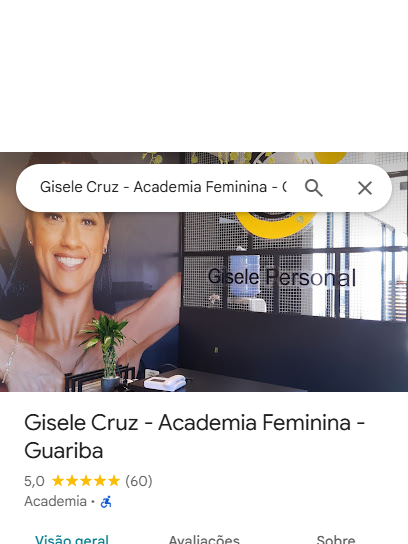 Gisele Cruz - Academia Feminina - G
Gisele Personal
Gisele Cruz - Academia Feminina -
Guariba
5,0 ★★★★★ (60)
Academia ·
Visão geral Avaliações Sobre